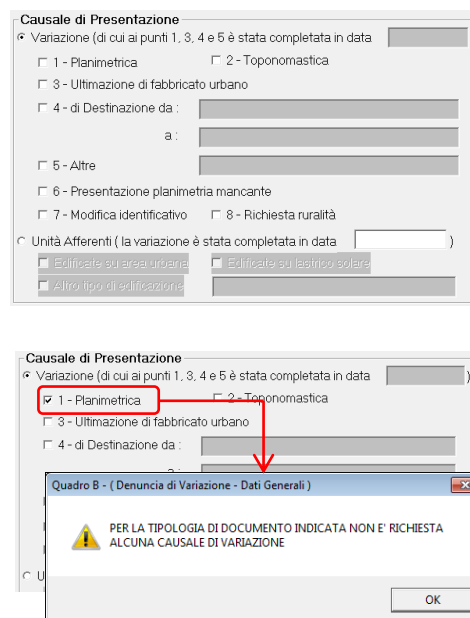 Causale di Presentazione
Variazione (di cui ai punti 1, 3, 4 e 5 è stata completata in data
1 - Planimetrica 2 - Toponomastica
3 - Ultimazione di fabbricato urbano
4 - di Destinazione da :
a :
5 - Altre
6 - Presentazione planimetria mancante
7 - Modifica identificativo 8 - Richiesta ruralità
Unità Afferenti ( la variazione è stata completata in data )
Edificate su area urbana Edificate su lastrico solare
Altro tipo di edificazione
Causale di Presentazione
Variazione (di cui ai punti 1, 3, 4 e 5 è stata completata in data )
1 - Planimetrica 2 - Toponomastica
3 - Ultimazione di fabbricato urbano
4 - di Destinazione da :
a :
Quadro B - ( Denuncia di Variazione - Dati Generali )
PER LA TIPOLOGIA DI DOCUMENTO INDICATA NON E' RICHIESTA
ALCUNA CAUSALE DI VARIAZIONE
U
OK